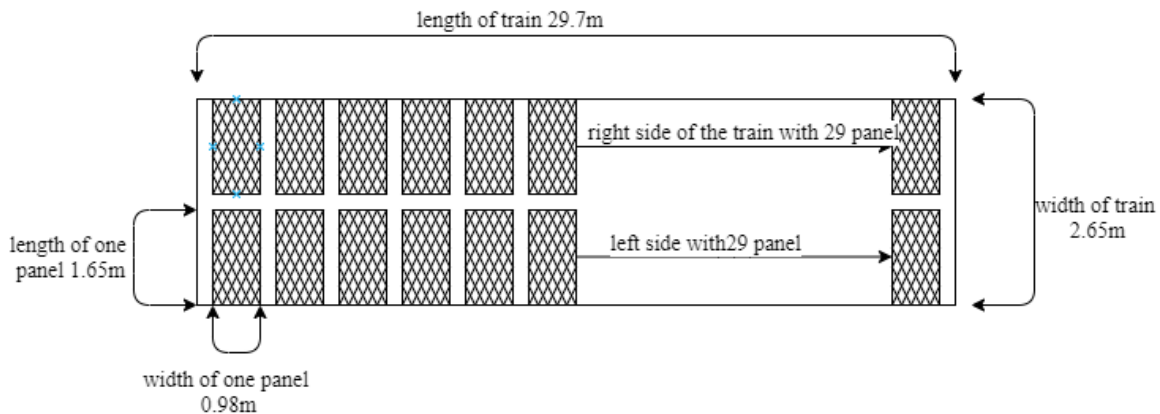 length of train 29.7m
right side of the train with 29 panel
width of train
2.65m
length of one
panel 1.65m
left side with29 panel
width of one panel
0.98m